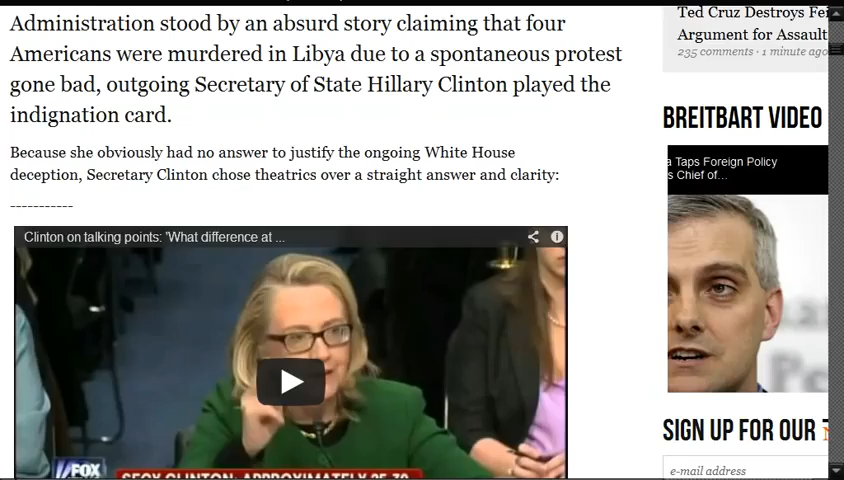 Administration stood by an absurd story claiming that four
Americans were murdered in Libya due to a spontaneous protest
gone bad, outgoing Secretary of State Hillary Clinton played the
indignation card.
Because she obviously had no answer to justify the ongoing White House
deception, Secretary Clinton chose theatrics over a straight answer and clarity:
-----------
Clinton on talking points: 'What difference at ...
FOX
SECY CLINTON: APPROXIMATELY 25-30
Ted Cruz Destroys
Argument for Assault
235 comments · 1 minute ago
BREITBART VIDEO
a Taps Foreign Policy
s Chief of...
SIGN UP FOR OUR
e-mail address